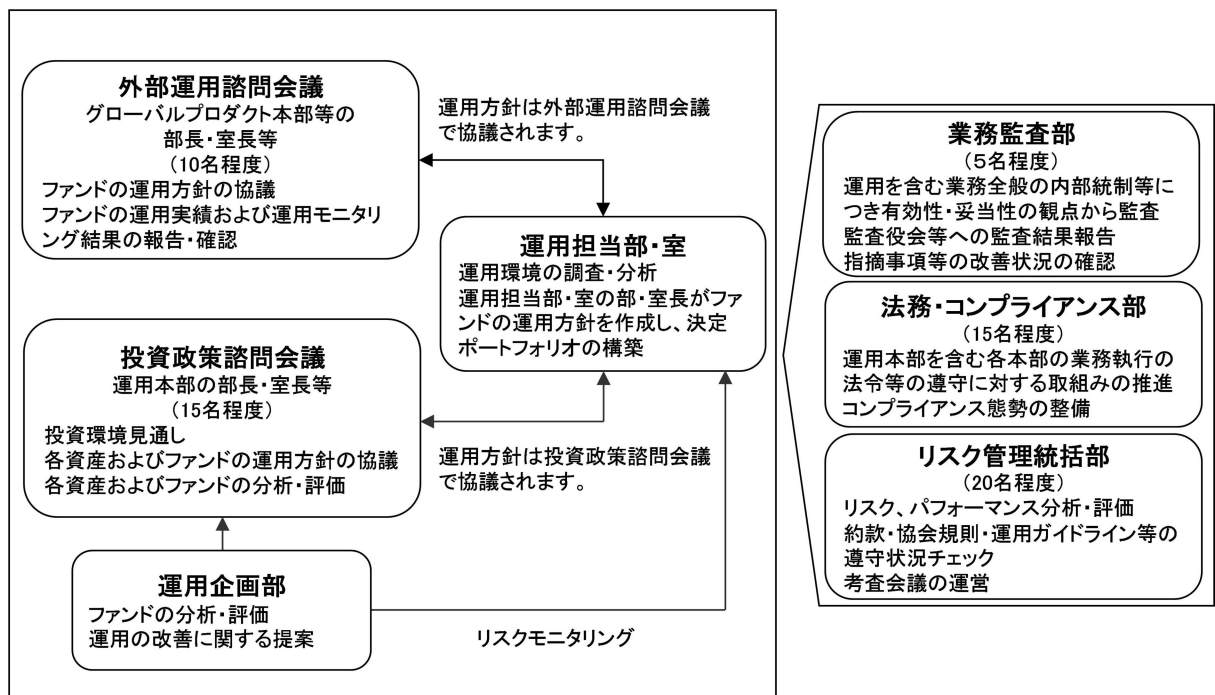 外部運用諮問会議
グローバルプロダクト本部等の
部長・室長等
(10名程度)
ファンドの運用方針の協議
ファンドの運用実績および運用モニタリ
ング結果の報告・確認
運用方針は外部運用諮問会議
で協議されます。
運用担当部・室
運用環境の調査・分析
運用担当部・室の部・室長がファ
ンドの運用方針を作成し、決定
ポートフォリオの構築
投資政策諮問会議
運用本部の部長・室長等
(15名程度)
投資環境見通し
各資産およびファンドの運用方針の協議
各資産およびファンドの分析・評価
運用方針は投資政策諮問会議
で協議されます。
運用企画部
ファンドの分析・評価
運用の改善に関する提案
リスクモニタリング
業務監査部
(5名程度)
運用を含む業務全般の内部統制等に
つき有効性・妥当性の観点から監査
監査役会等への監査結果報告
指摘事項等の改善状況の確認
法務・コンプライアンス部
(15名程度)
運用本部を含む各本部の業務執行の
法令等の遵守に対する取組みの推進
コンプライアンス態勢の整備
リスク管理統括部
(20名程度)
リスク、パフォーマンス分析・評価
約款・協会規則・運用ガイドライン等の
遵守状況チェック
考査会議の運営